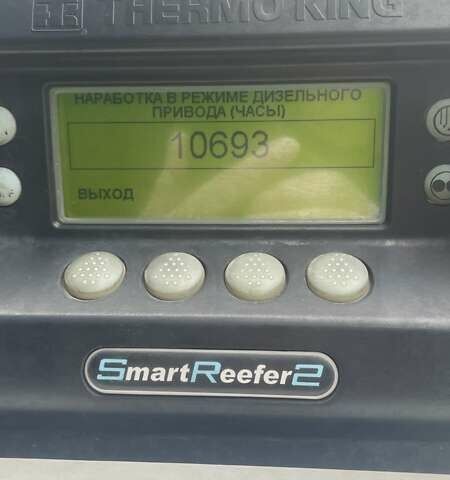 THERMO KING
НАРАБОТКА В РЕЖИМЕ ДИЗЕЛЬНОГО
ПРИВОДА (ЧАСЫ)
10693
ВЫХОД
SmartReefer2